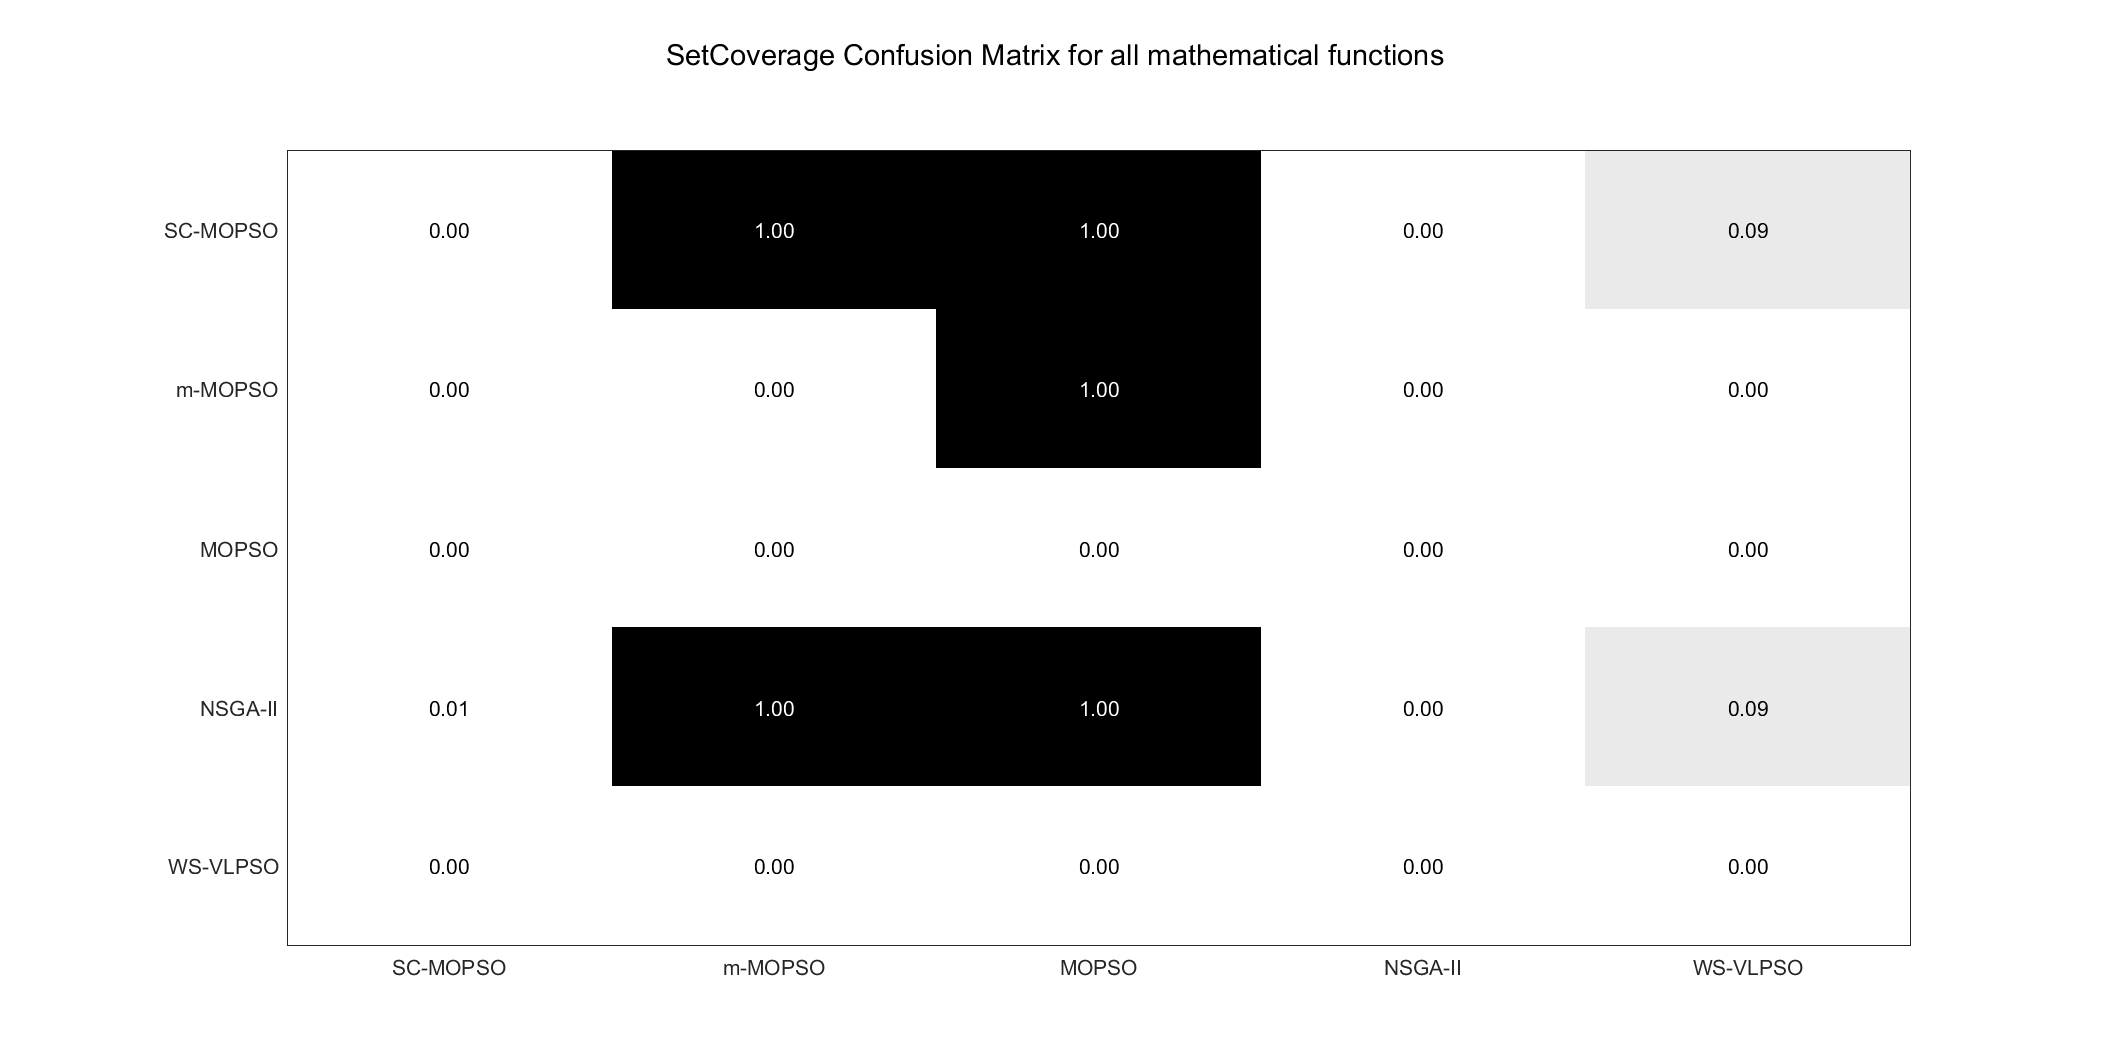 SetCoverage Confusion Matrix for all mathematical functions
SC-MOPSO 0.00 1.00 1.00 0.00 0.09
m-MOPSO 0.00 0.00 1.00 0.00 0.00
MOPSO 0.00 0.00 0.00 0.00 0.00
NSGA-II 0.01 1.00 1.00 0.00 0.09
WS-VLPSO 0.00 0.00 0.00 0.00 0.00
SC-MOPSO m-MOPSO MOPSO NSGA-II WS-VLPSO